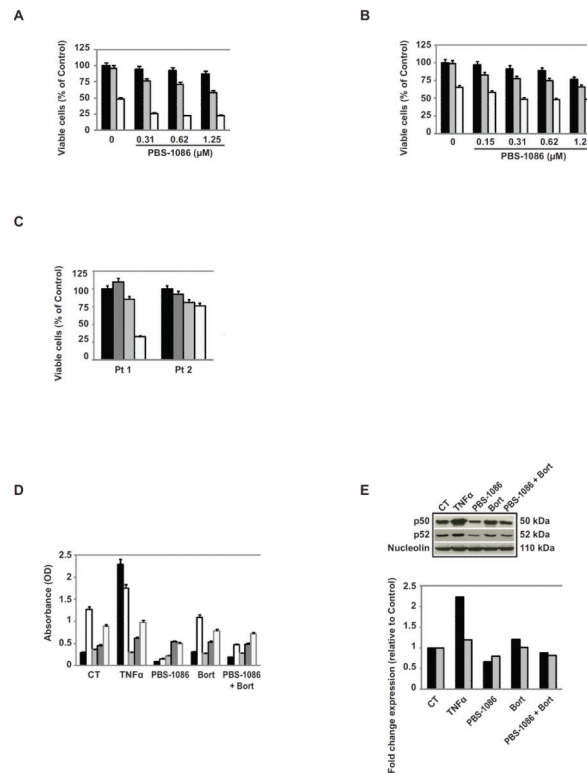 A
125
100
75
50
25
0
Viable cells (% of Control)
0 0.31 0.62 1.25
PBS-1086 (µM)
B
125
100
75
50
25
0
Viable cells (% of Control)
0 0.15 0.31 0.62 1.2
PBS-1086 (µM)
C
125
100
75
50
25
0
Viable cells (% of Control)
Pt 1 Pt 2
D
2.5
2
1.5
1
0.5
0
Absorbance (OD)
CT TNFα PBS-1086 Bort PBS-1086
+ Bort
E
CT TNFα PBS-1086 Bort PBS-1086 + Bort
p50 50 kDa
p52 52 kDa
Nucleolin 110 kDa
2.5
2
1.5
1
0.5
0
Fold change expression (relative to Control)
CT TNFα PBS-1086 Bort PBS-1086 + Bort